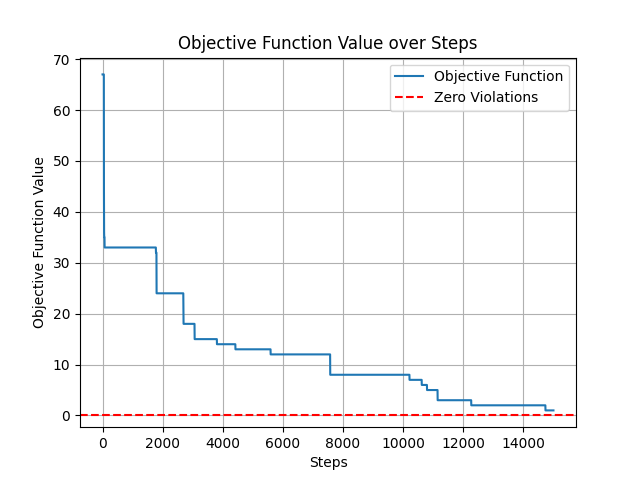 Objective Function Value over Steps
Objective Function
Zero Violations
Objective Function Value
70
60
50
40
30
20
10
0
0 2000 4000 6000 8000 10000 12000 14000
Steps